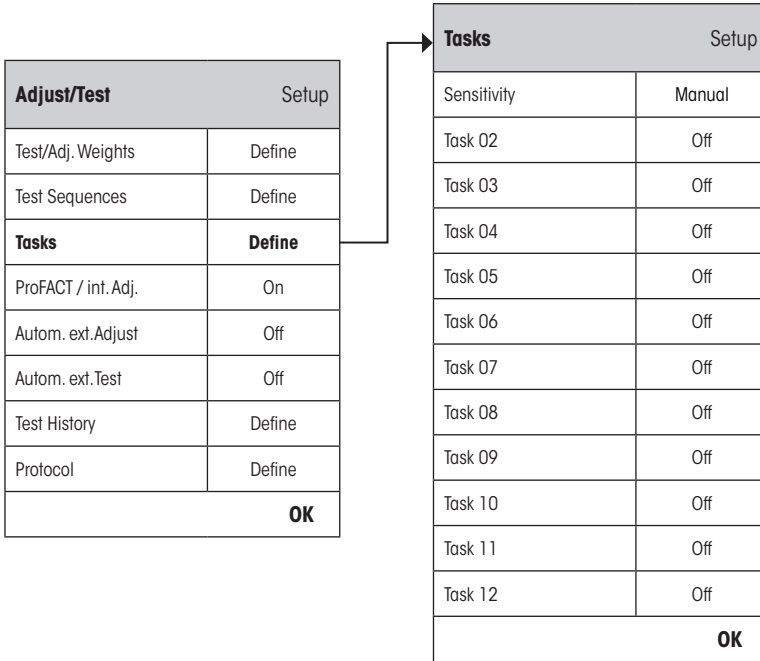 Adjust/Test Setup
Test/Adj. Weights Define
Test Sequences Define
Tasks Define
ProFACT / int. Adj. On
Autom. ext.Adjust Off
Autom. ext.Test Off
Test History Define
Protocol Define
OK
Tasks Setup
Sensitivity Manual
Task 02 Off
Task 03 Off
Task 04 Off
Task 05 Off
Task 06 Off
Task 07 Off
Task 08 Off
Task 09 Off
Task 10 Off
Task 11 Off
Task 12 Off
OK